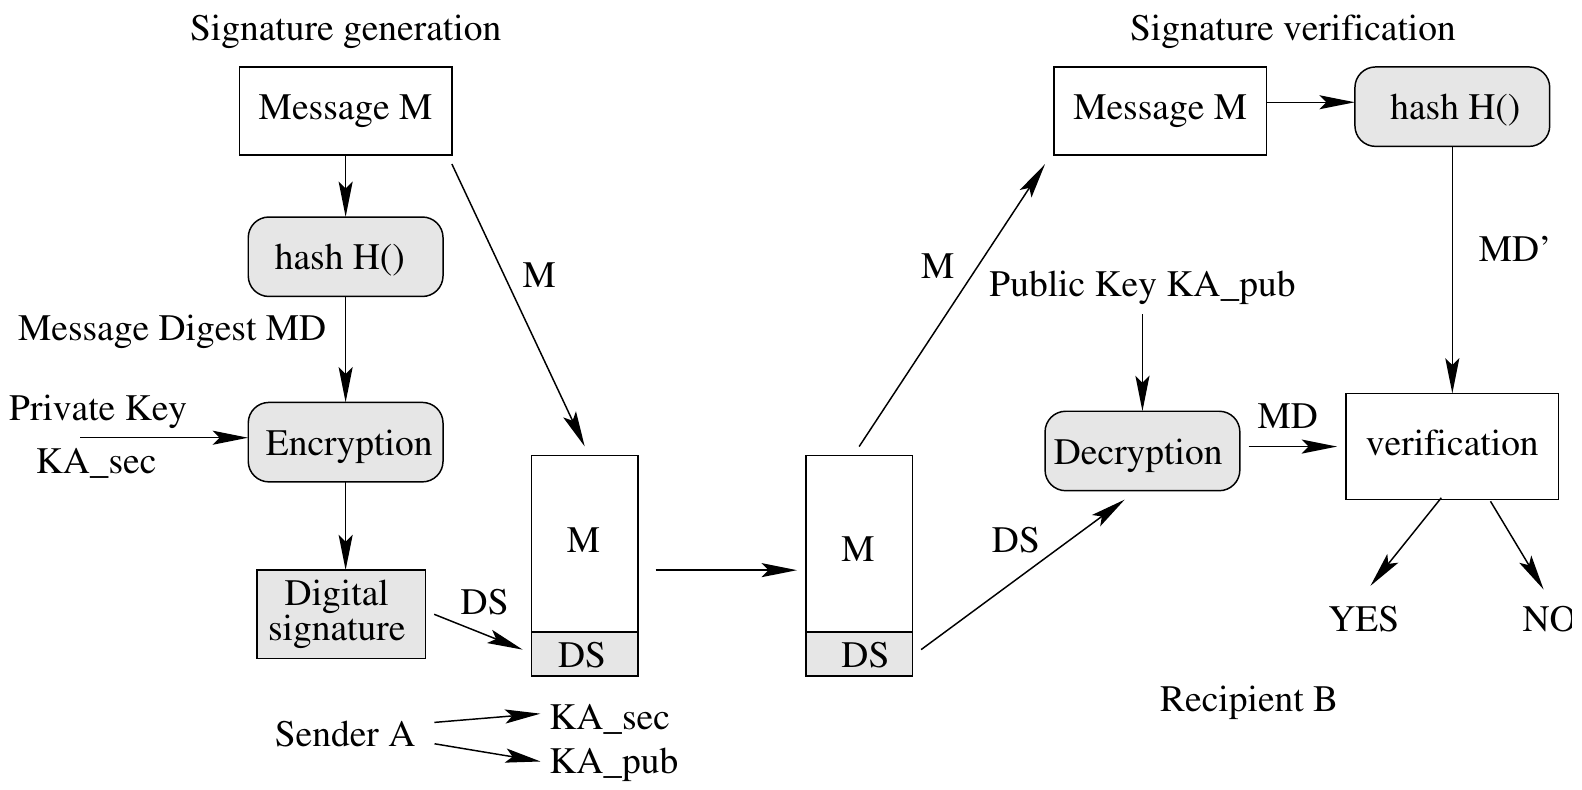 Signature generation
Message M
hash H()
M
Message Digest MD
Private Key
KA_sec
Encryption
Digital
signature
DS
M
DS
Sender A
KA_sec
KA_pub
Signature verification
Message M
hash H()
M
MD’
Public Key KA_pub
Decryption
MD
verification
M
DS
DS
YES
NO
Recipient B